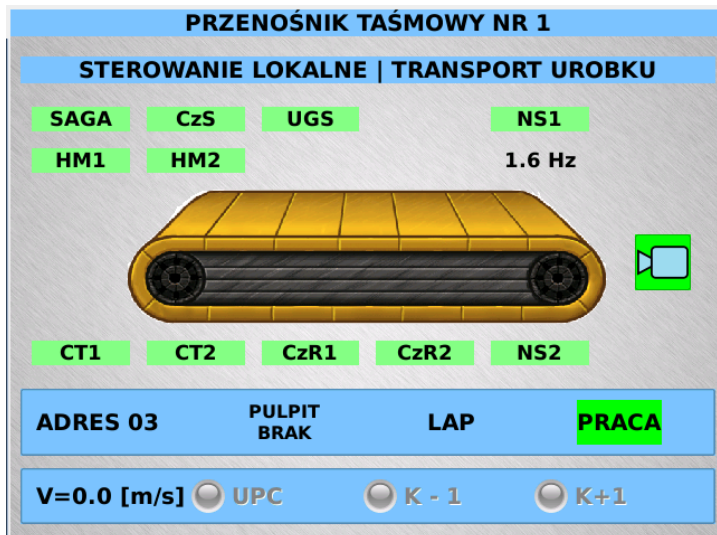 PRZENOŚNIK TAŚMOWY NR 1
STEROWANIE LOKALNE | TRANSPORT UROBKU
SAGA CzS UGS NS1
HM1 HM2 1.6 Hz
CT1 CT2 CzR1 CzR2 NS2
ADRES 03 PULPIT BRAK LAP PRACA
V=0.0 [m/s] UPC K - 1 K+1